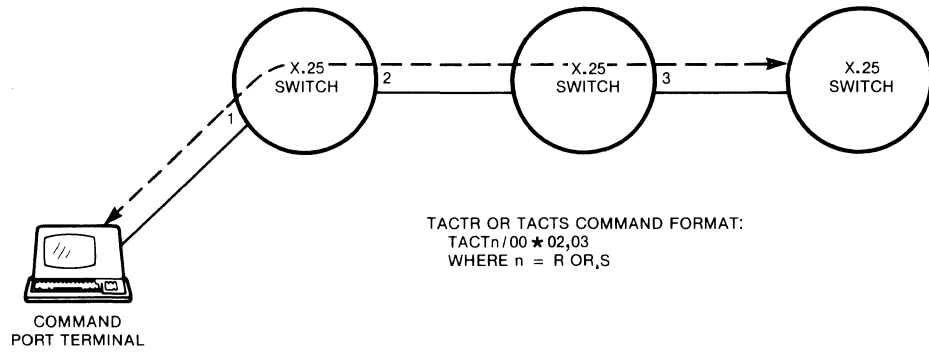 X.25
SWITCH
1
2
X.25
SWITCH
3
X.25
SWITCH
TACTR OR TACTS COMMAND FORMAT:
TACTn/00 ★ 02,03
WHERE n = R OR S
COMMAND
PORT TERMINAL